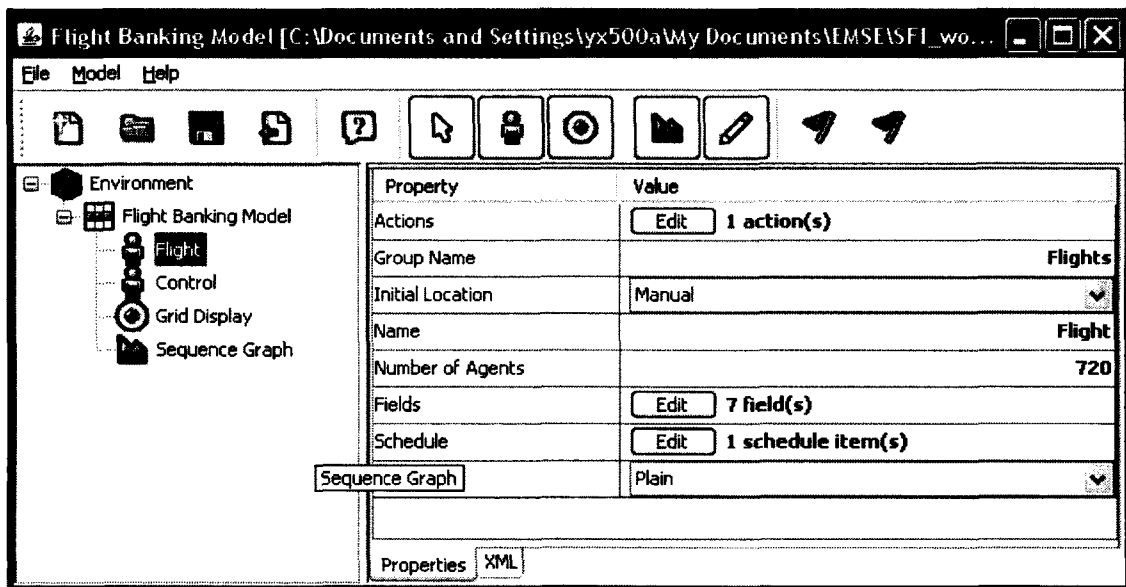 Flight Banking Model [C:\Documents and Settings\yx500a\My Documents\EMSE\SFI_wo...
File Model Help
Environment
Flight Banking Model
Flight
Control
Grid Display
Sequence Graph
Property Value
Actions Edit 1 action(s)
Group Name Flights
Initial Location Manual
Name Flight
Number of Agents 720
Fields Edit 7 field(s)
Schedule Edit 1 schedule item(s)
Sequence Graph Plain
Properties XML